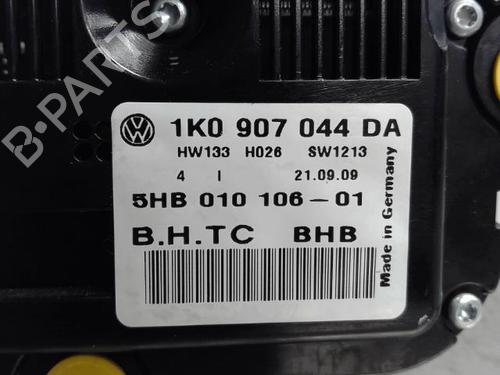 B-PARTS
1K0 907 044 DA
HW133 H026 SW1213
4 I 21.09.09
5HB 010 106-01
B.H.TC BHB
Made in Germany